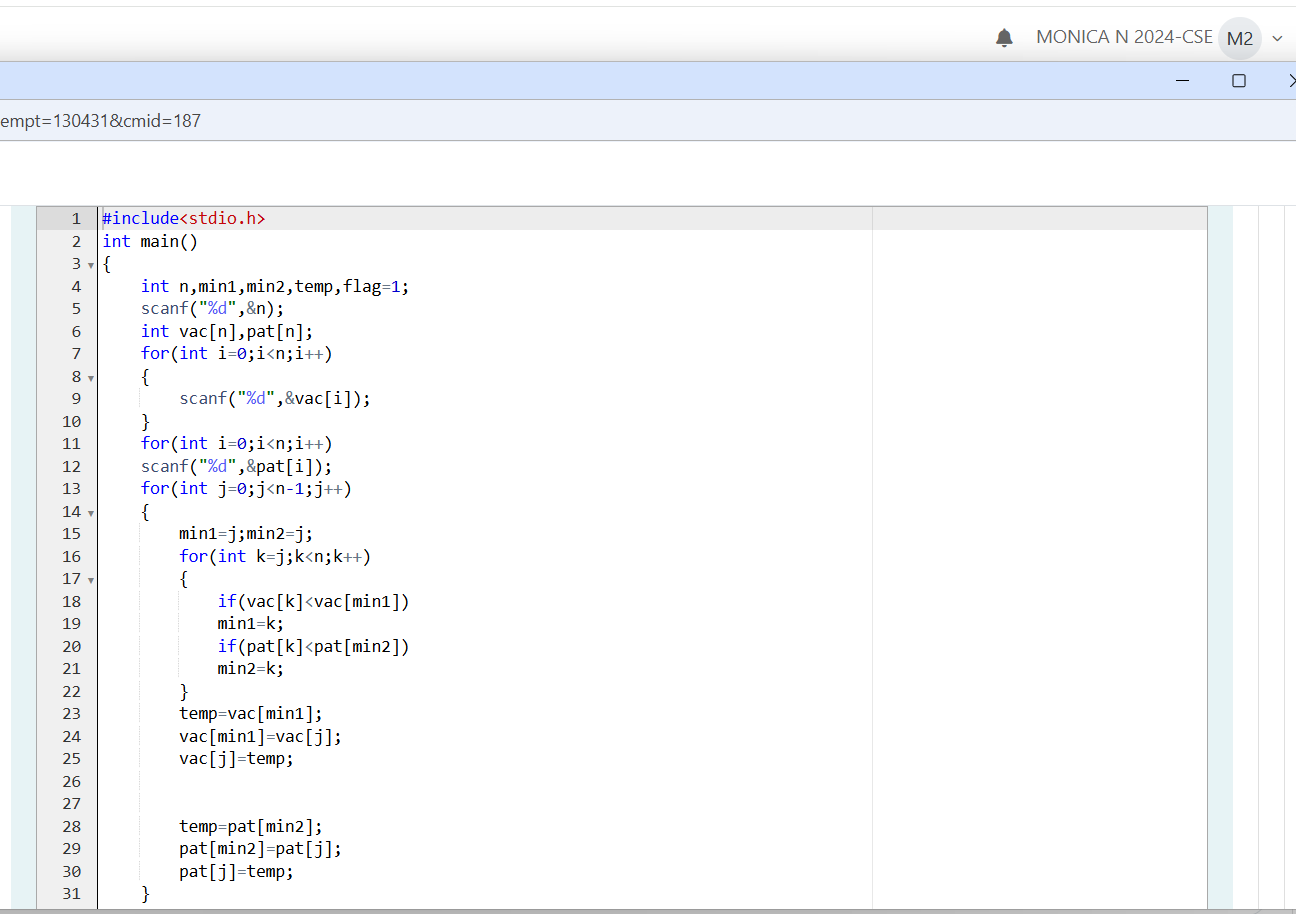 MONICA N 2024-CSE M2
empt=130431&cmid=187
1 #include<stdio.h>
2 int main()
3 {
4     int n,min1,min2,temp,flag=1;
5     scanf("%d",&n);
6     int vac[n],pat[n];
7     for(int i=0;i<n;i++)
8     {
9         scanf("%d",&vac[i]);
10     }
11     for(int i=0;i<n;i++)
12     scanf("%d",&pat[i]);
13     for(int j=0;j<n-1;j++)
14     {
15         min1=j;min2=j;
16         for(int k=j;k<n;k++)
17         {
18             if(vac[k]<vac[min1])
19             min1=k;
20             if(pat[k]<pat[min2])
21             min2=k;
22         }
23         temp=vac[min1];
24         vac[min1]=vac[j];
25         vac[j]=temp;
26
27
28         temp=pat[min2];
29         pat[min2]=pat[j];
30         pat[j]=temp;
31     }